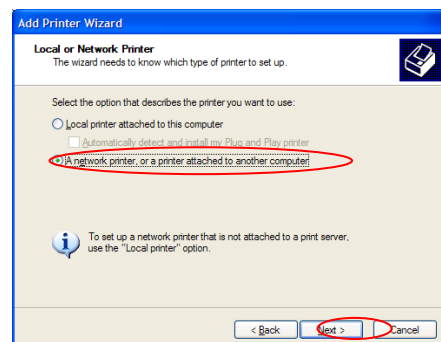 Add Printer Wizard
Local or Network Printer
The wizard needs to know which type of printer to set up.
Select the option that describes the printer you want to use:
Local printer attached to this computer
Automatically detect and install my Plug and Play printer
A network printer, or a printer attached to another computer
To set up a network printer that is not attached to a print server,
use the "Local printer" option.
< Back Next > Cancel